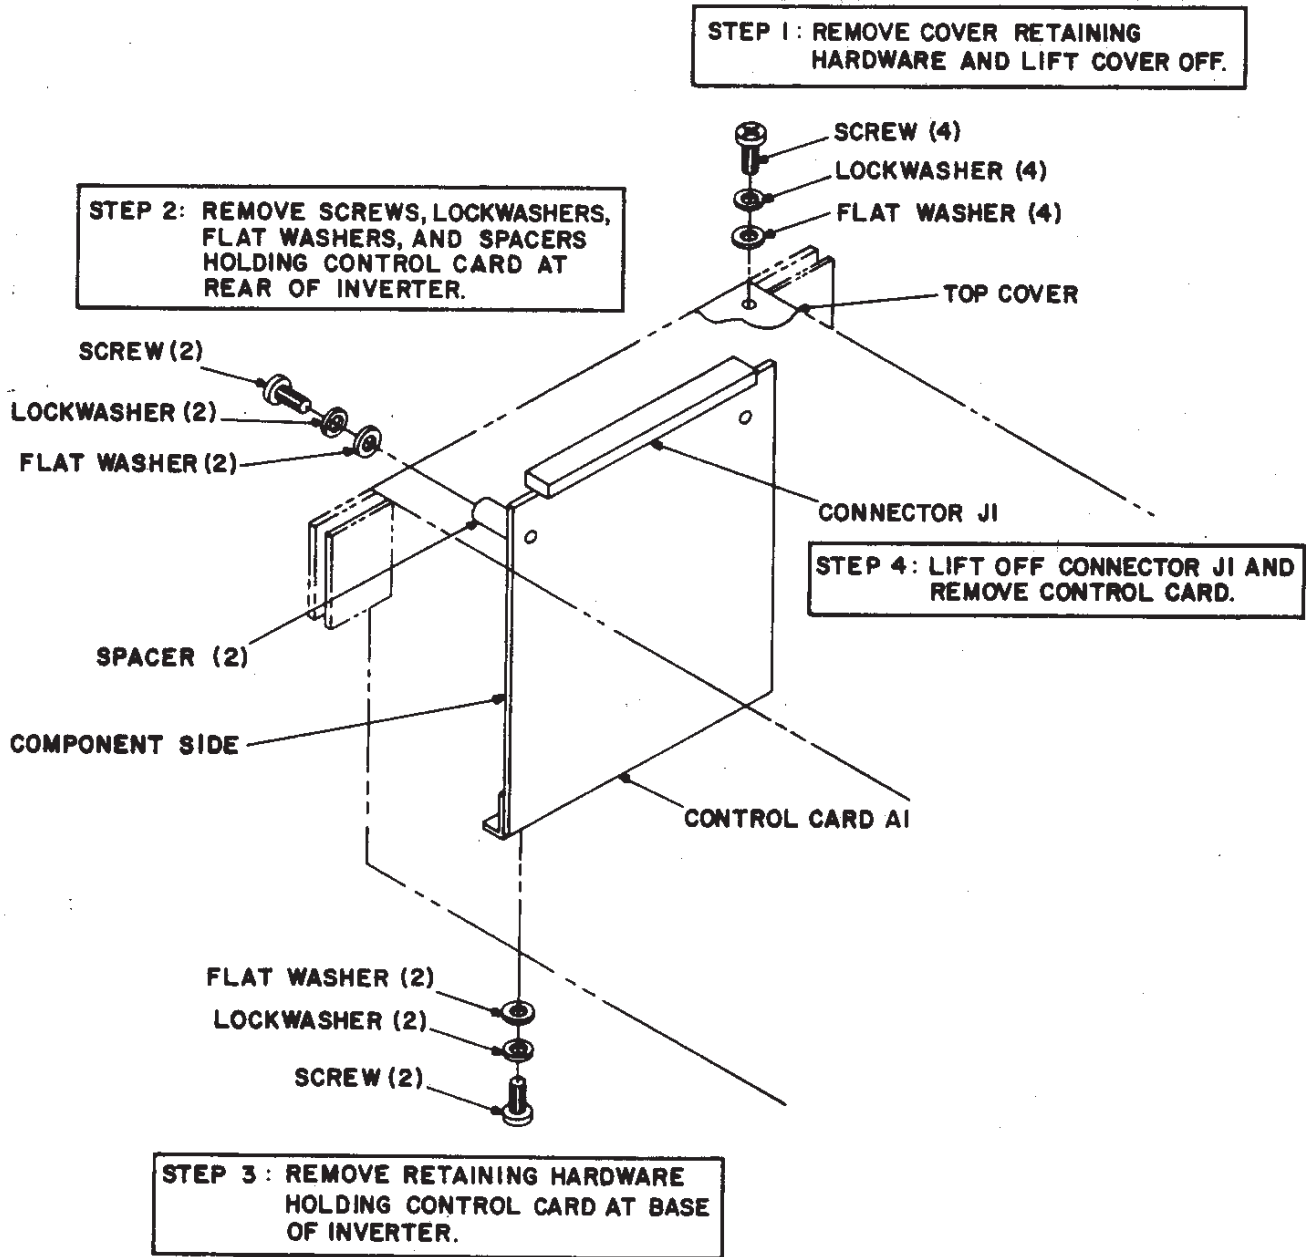 STEP 1: REMOVE COVER RETAINING
HARDWARE AND LIFT COVER OFF.
SCREW (4)
LOCKWASHER (4)
FLAT WASHER (4)
TOP COVER
STEP 2: REMOVE SCREWS, LOCKWASHERS,
FLAT WASHERS, AND SPACERS
HOLDING CONTROL CARD AT
REAR OF INVERTER.
SCREW (2)
LOCKWASHER (2)
FLAT WASHER (2)
CONNECTOR J1
STEP 4: LIFT OFF CONNECTOR J1 AND
REMOVE CONTROL CARD.
SPACER (2)
COMPONENT SIDE
CONTROL CARD A1
FLAT WASHER (2)
LOCKWASHER (2)
SCREW (2)
STEP 3: REMOVE RETAINING HARDWARE
HOLDING CONTROL CARD AT BASE
OF INVERTER.